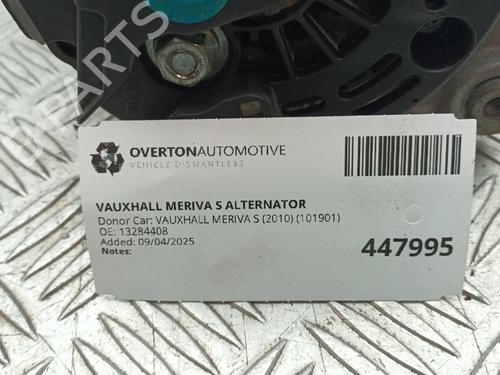 PARTS
OVERTONAUTOMOTIVE
VEHICLE DISMANTLERS
VAUXHALL MERIVA S ALTERNATOR
Donor Car: VAUXHALL MERIVA S (2010) (101901)
OE: 13284408
Added: 09/04/2025
Notes:
447995